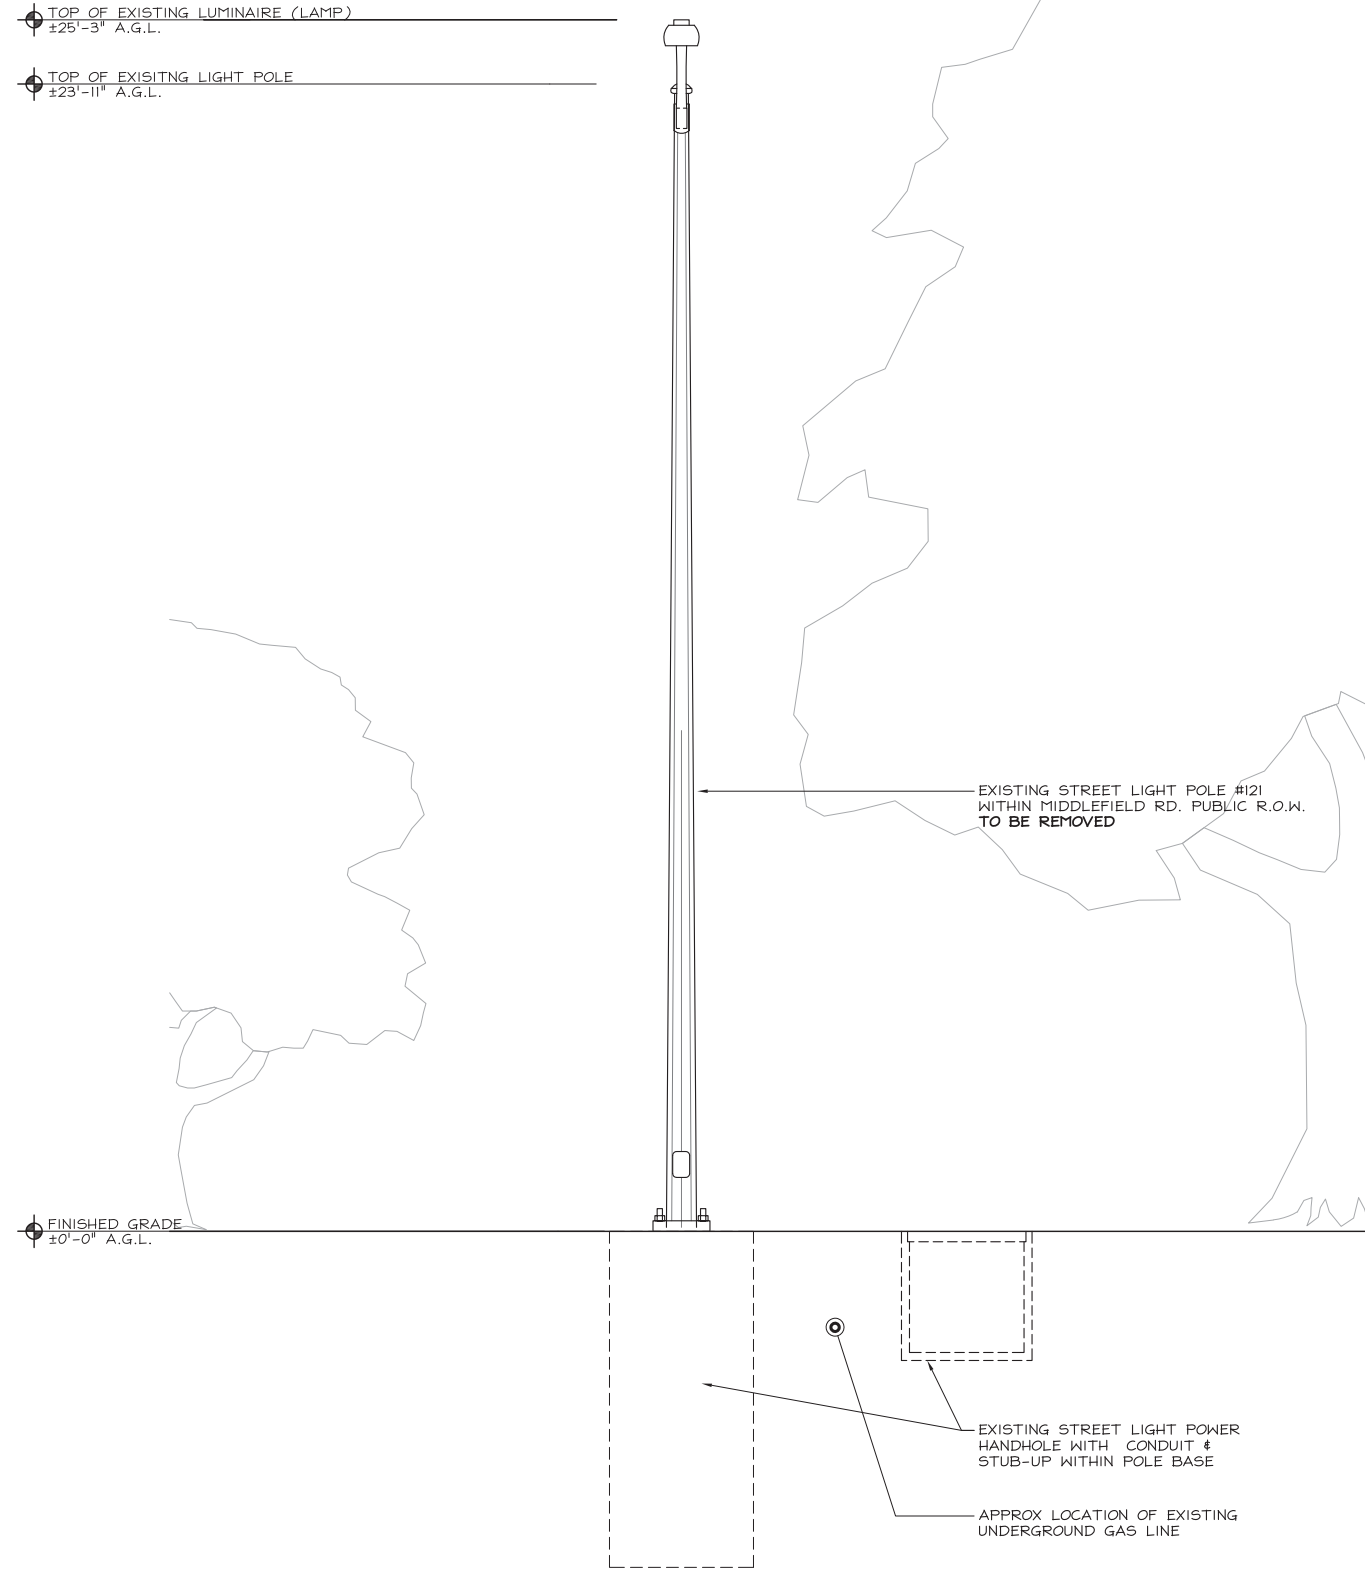 TOP OF EXISTING LUMINAIRE (LAMP)
±25'-3" A.G.L.
TOP OF EXISITNG LIGHT POLE
±23'-11" A.G.L.
EXISTING STREET LIGHT POLE #121
WITHIN MIDDLEFIELD RD. PUBLIC R.O.W.
TO BE REMOVED
FINISHED GRADE
±0'-0" A.G.L.
EXISTING STREET LIGHT POWER
HANDHOLE WITH CONDUIT &
STUB-UP WITHIN POLE BASE
APPROX LOCATION OF EXISTING
UNDERGROUND GAS LINE